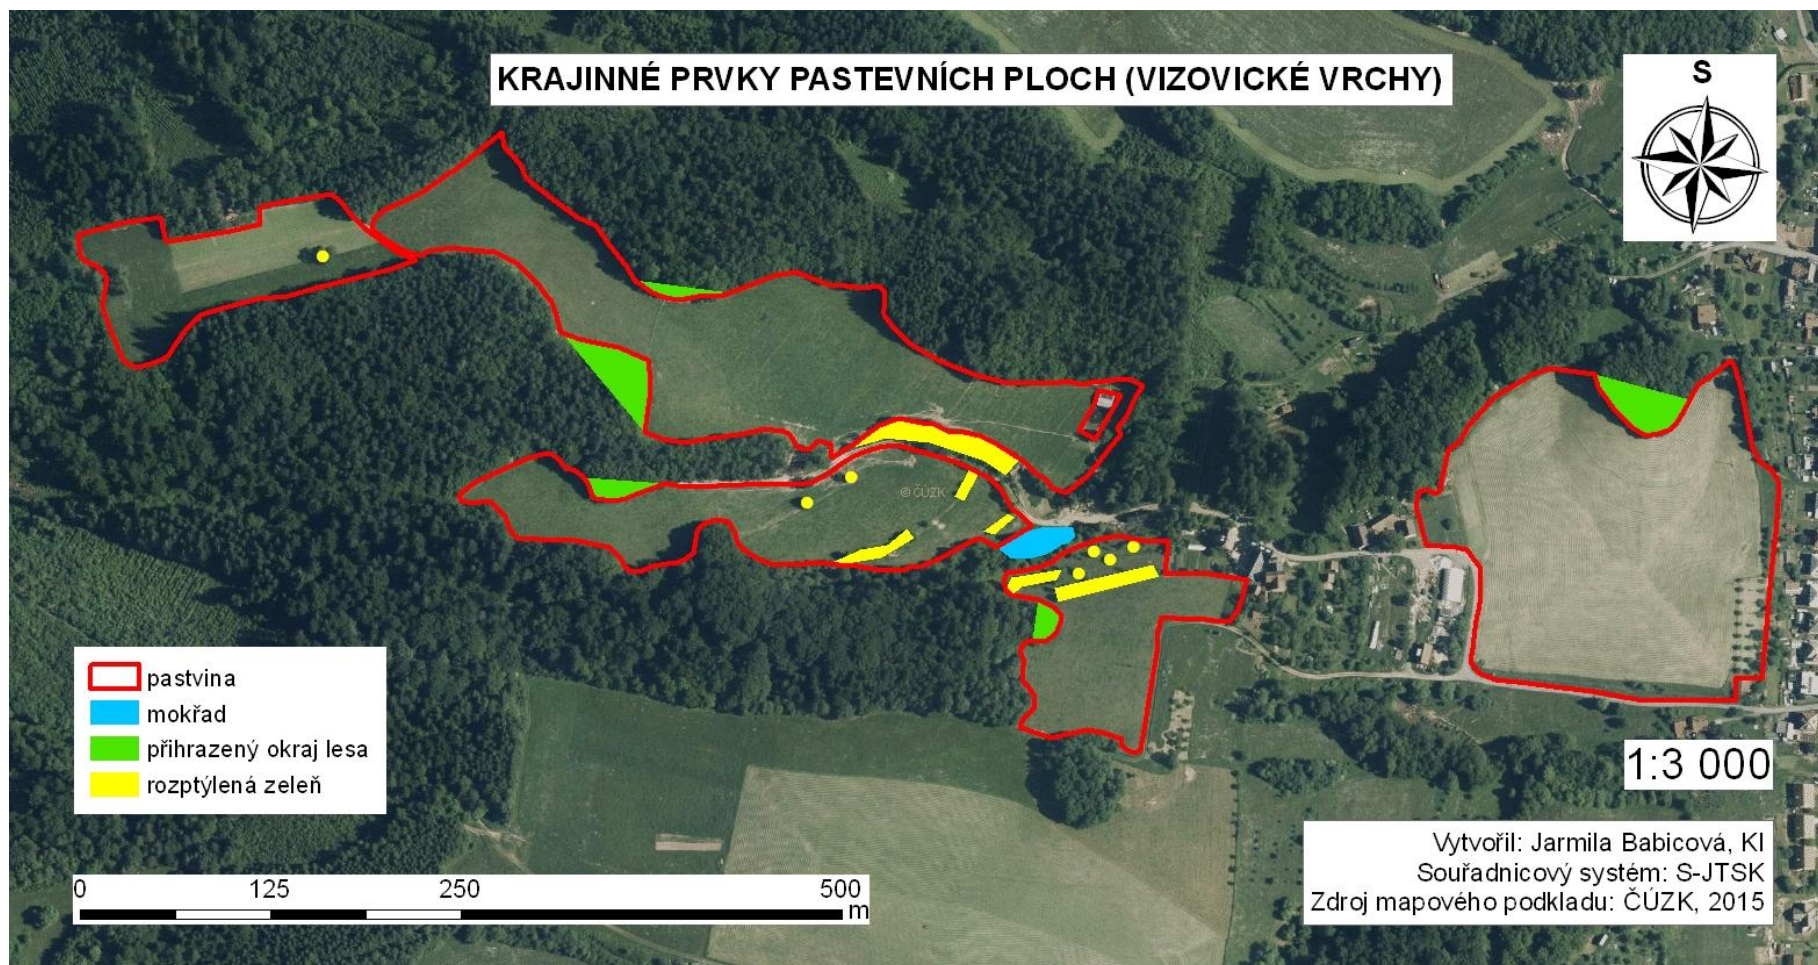 KRAJINNÉ PRVKY PASTEVNÍCH PLOCH (VIZOVICKÉ VRCHY)
S
© ČÚZK
pastvina
mokřad
přihrazený okraj lesa
rozptýlená zeleň
1:3 000
Vytvořil: Jarmila Babicová, KI
Souřadnicový systém: S-JTSK
Zdroj mapového podkladu: ČÚZK, 2015
0 125 250 500
m